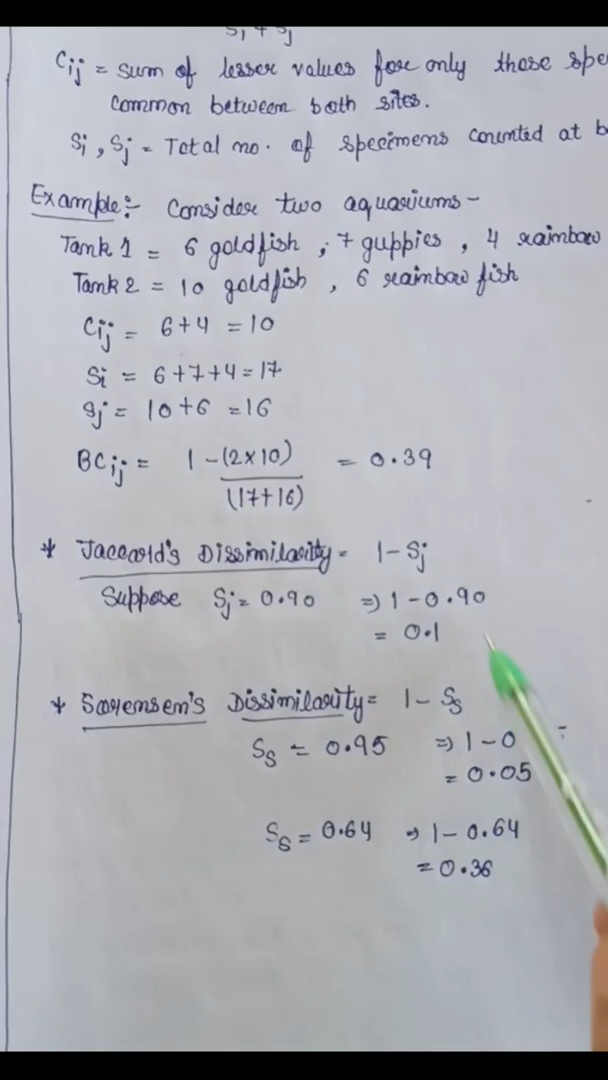 Si + Sj
Cij = sum of lesser values for only those spe
common between both sites.
Si, Sj = Total no. of specimens counted at b
Example:- Consider two aquariums -
Tank 1 = 6 goldfish, 7 guppies, 4 rainbow
Tank 2 = 10 goldfish, 6 rainbow fish
Cij = 6+4 = 10
Si = 6+7+4 = 17
Sj = 10+6 = 16
BCij = 1 - (2×10) / (17+16) = 0.39
* Jaccard's Dissimilarity = 1 - Sj
Suppose Sj = 0.90 => 1 - 0.90
= 0.1
* Sorensen's Dissimilarity = 1 - Ss
Ss = 0.95 => 1 - 0
= 0.05
Ss = 0.64 => 1 - 0.64
= 0.36